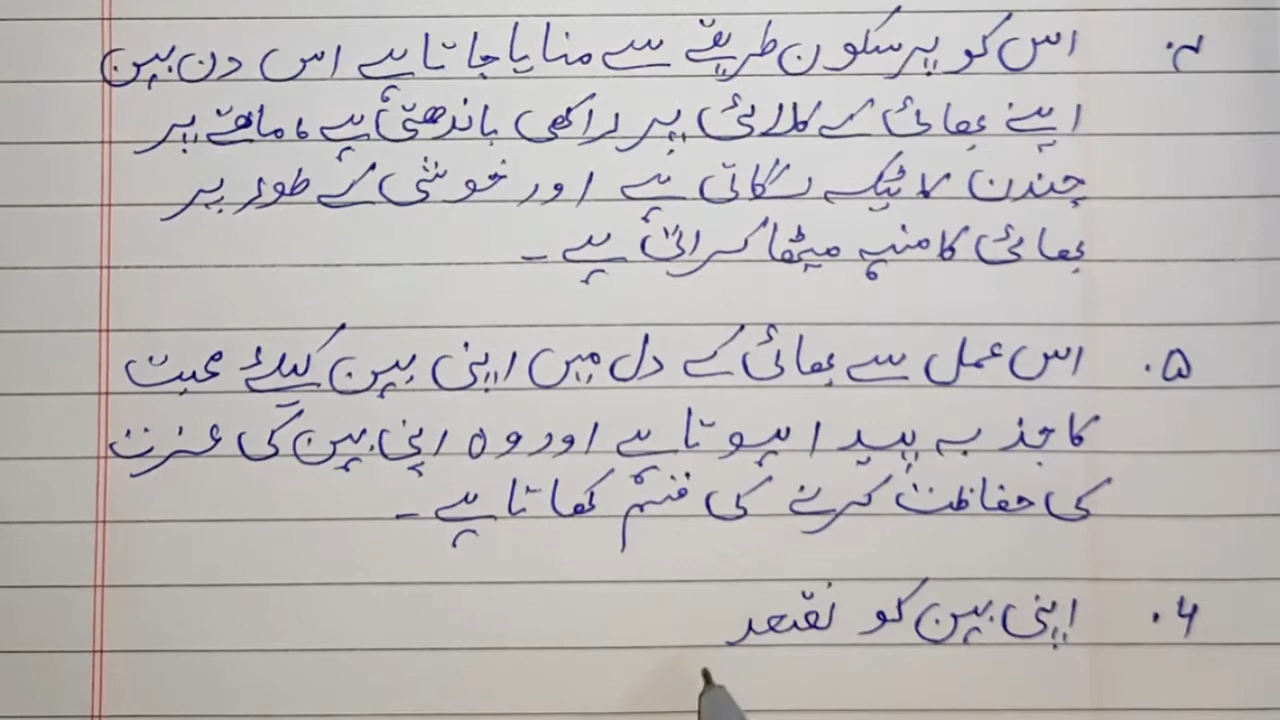 ۴. اس کو پرسکون طریقے سے منایا جاتا ہے اس دن بہن
اپنے بھائی کے کلائی پر راکھی باندھتی ہے، ماتھے پر
چندن کا ٹیکہ لگاتی ہے اور خوشی کے طور پر
بھائی کا منہ میٹھا کراتی ہے۔
۵. اس عمل سے بھائی کے دل میں اپنی بہن کیلئے محبت
کا جذبہ پیدا ہوتا ہے اور وہ اپنی بہن کی عزت
کی حفاظت کرنے کی قسم کھاتا ہے۔
۶. اپنی بہن کو نقعد